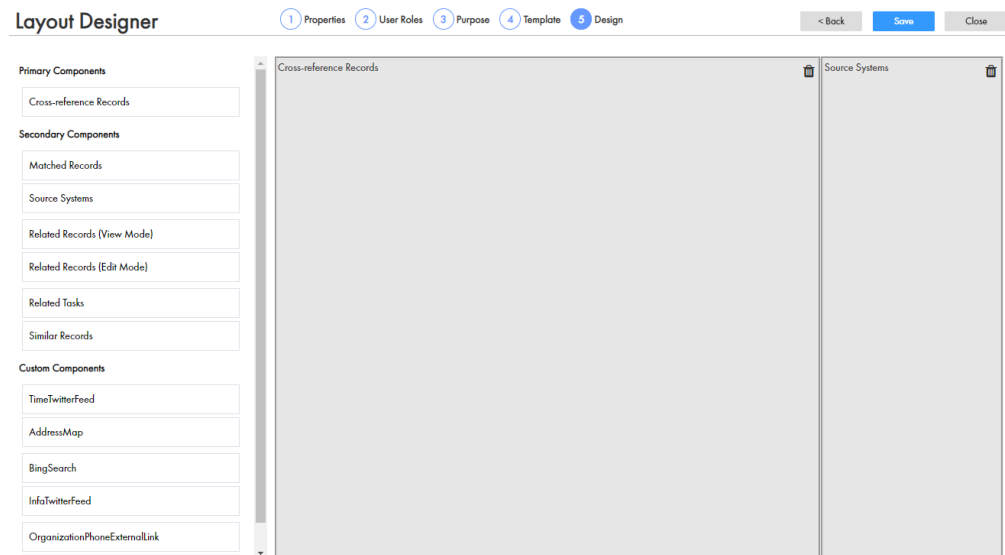 Layout Designer
1 Properties 2 User Roles 3 Purpose 4 Template 5 Design
< Back Save Close
Primary Components
Cross-reference Records
Secondary Components
Matched Records
Source Systems
Related Records (View Mode)
Related Records (Edit Mode)
Related Tasks
Similar Records
Custom Components
TimeTwitterFeed
AddressMap
BingSearch
InfaTwitterFeed
OrganizationPhoneExternalLink
Cross-reference Records
Source Systems